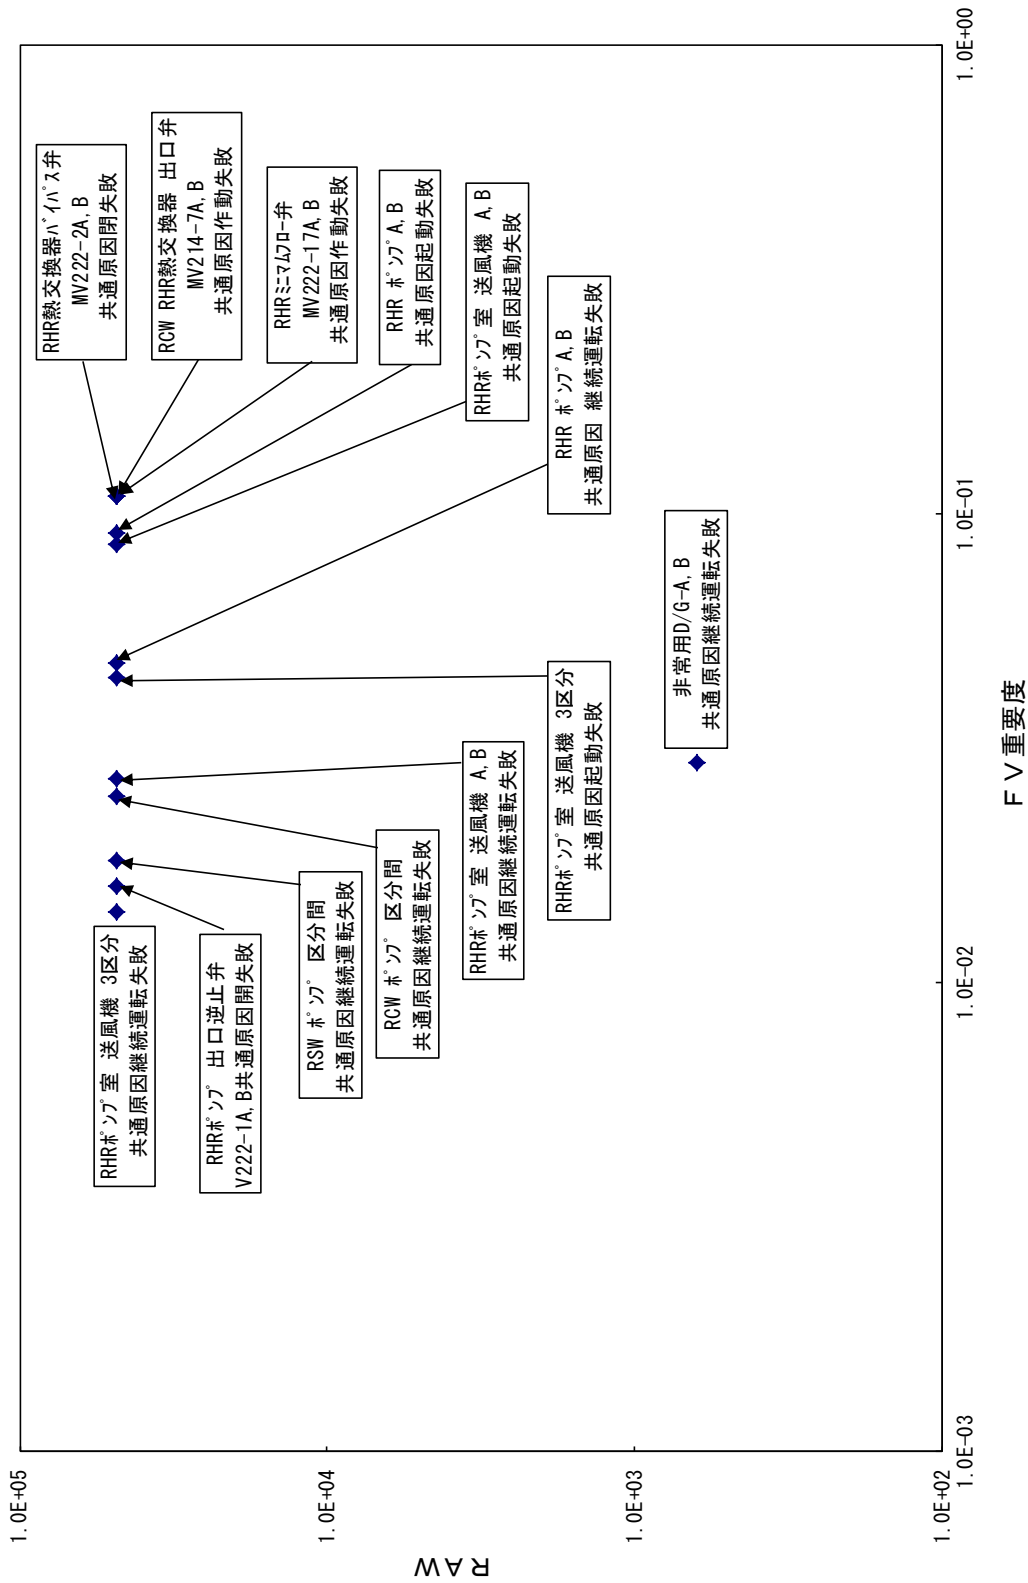 RHR熱交換器ﾊﾞｲﾊﾟｽ弁
MV222-2A,B
共通原因閉失敗
RCW RHR熱交換器 出口弁
MV214-7A,B
共通原因作動失敗
RHRﾐﾆﾏﾑﾌﾛｰ弁
MV222-17A,B
共通原因作動失敗
RHR ﾎﾟﾝﾌﾟA,B
共通原因起動失敗
RHRﾎﾟﾝﾌﾟ室 送風機 A,B
共通原因起動失敗
RHR ﾎﾟﾝﾌﾟA,B
共通原因 継続運転失敗
非常用D/G-A,B
共通原因継続運転失敗
RHRﾎﾟﾝﾌﾟ室 送風機 3区分
共通原因起動失敗
RHRﾎﾟﾝﾌﾟ室 送風機 A,B
共通原因継続運転失敗
RCW ﾎﾟﾝﾌﾟ 区分間
共通原因継続運転失敗
RSW ﾎﾟﾝﾌﾟ 区分間
共通原因継続運転失敗
RHRﾎﾟﾝﾌﾟ 出口逆止弁
V222-1A,B共通原因開失敗
RHRﾎﾟﾝﾌﾟ室 送風機 3区分
共通原因継続運転失敗
1.0E+05
1.0E+04
1.0E+03
1.0E+02
RAW
1.0E-03
1.0E-02
1.0E-01
1.0E+00
ＦＶ重要度